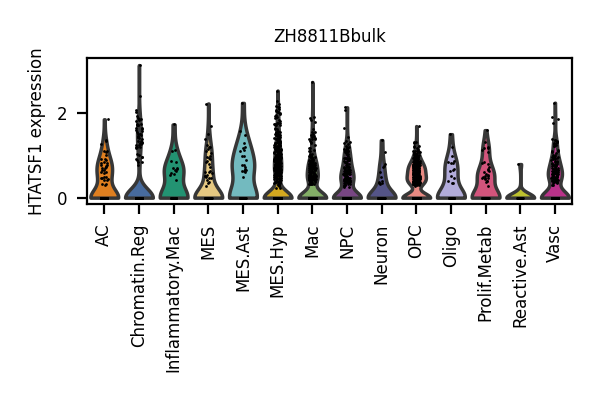 ZH8811Bbulk
HTATSF1 expression
2
0
AC
Chromatin.Reg
Inflammatory.Mac
MES
MES.Ast
MES.Hyp
Mac
NPC
Neuron
OPC
Oligo
Prolif.Metab
Reactive.Ast
Vasc